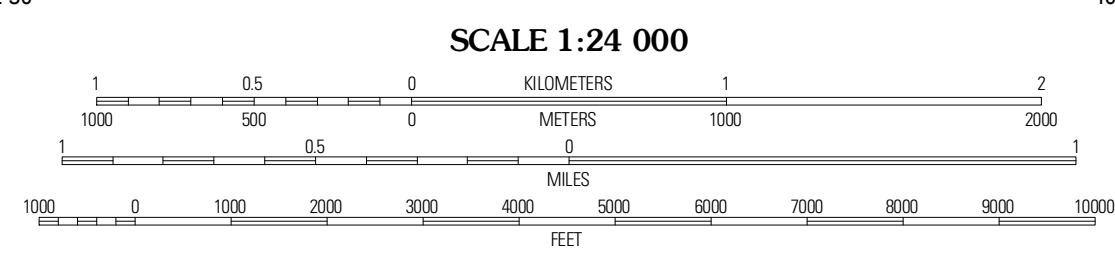 SCALE 1:24 000
1 0.5 0 KILOMETERS 1 2
1000 500 0 METERS 1000 2000
1 0.5 0 1
MILES
1000 0 1000 2000 3000 4000 5000 6000 7000 8000 9000 10000
FEET